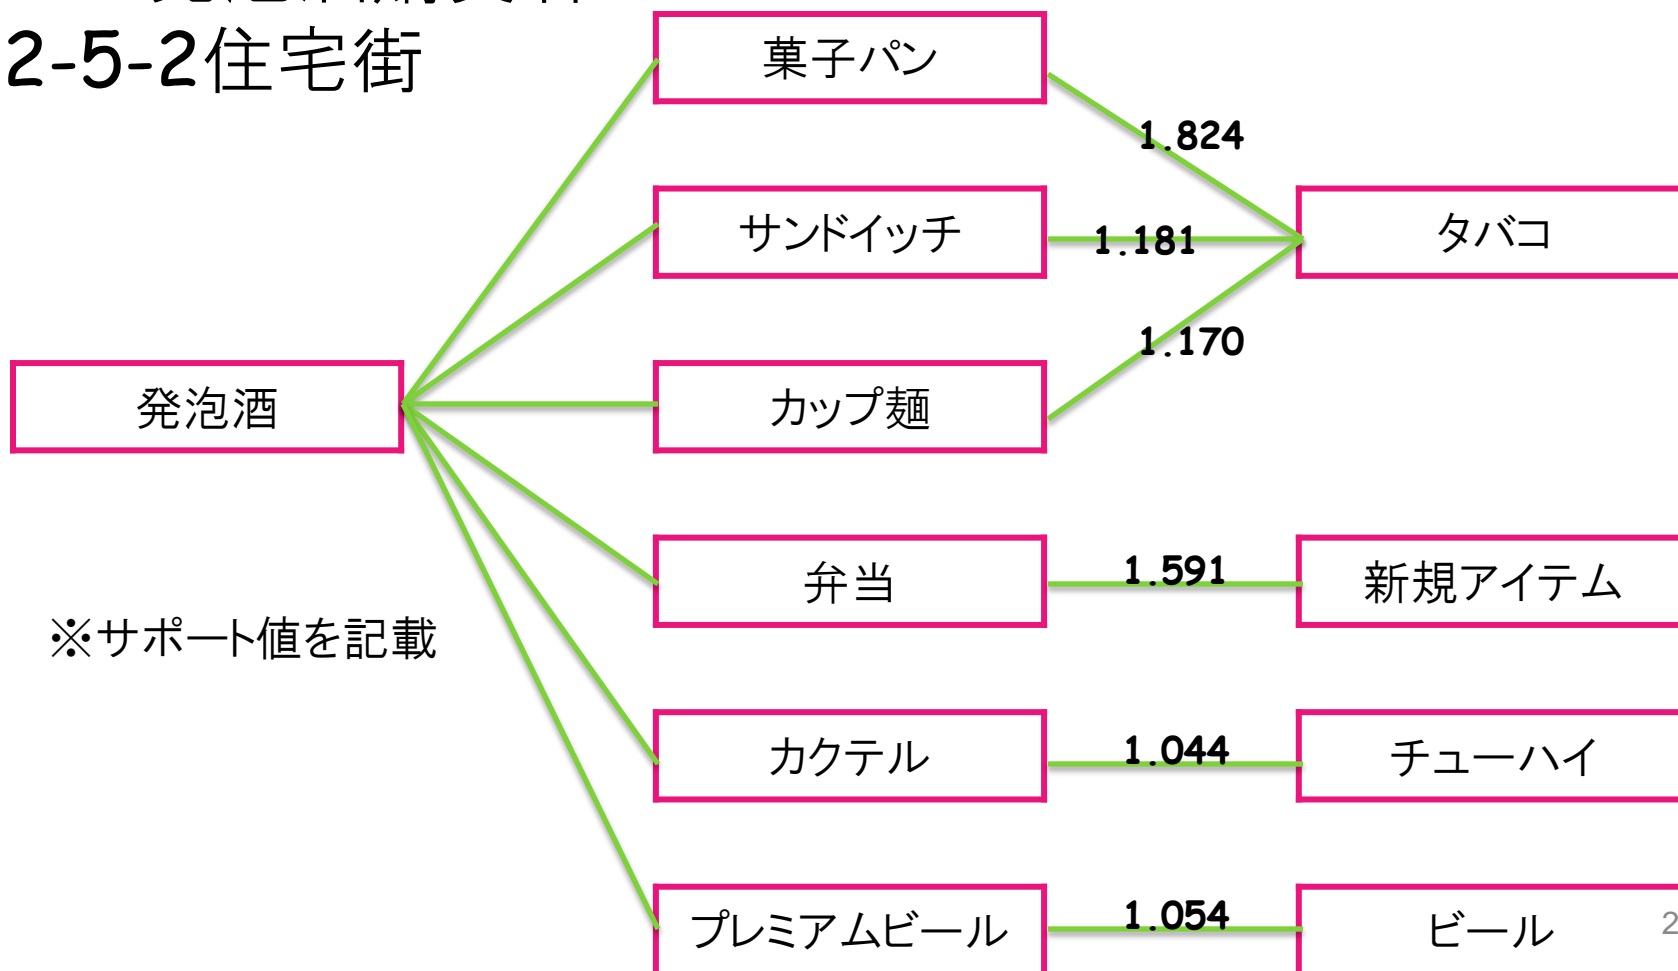 2-5-2住宅街
菓子パン
1.824
サンドイッチ
1.181
タバコ
1.170
発泡酒
カップ麺
弁当
1.591
新規アイテム
※サポート値を記載
カクテル
1.044
チューハイ
プレミアムビール
1.054
ビール
2